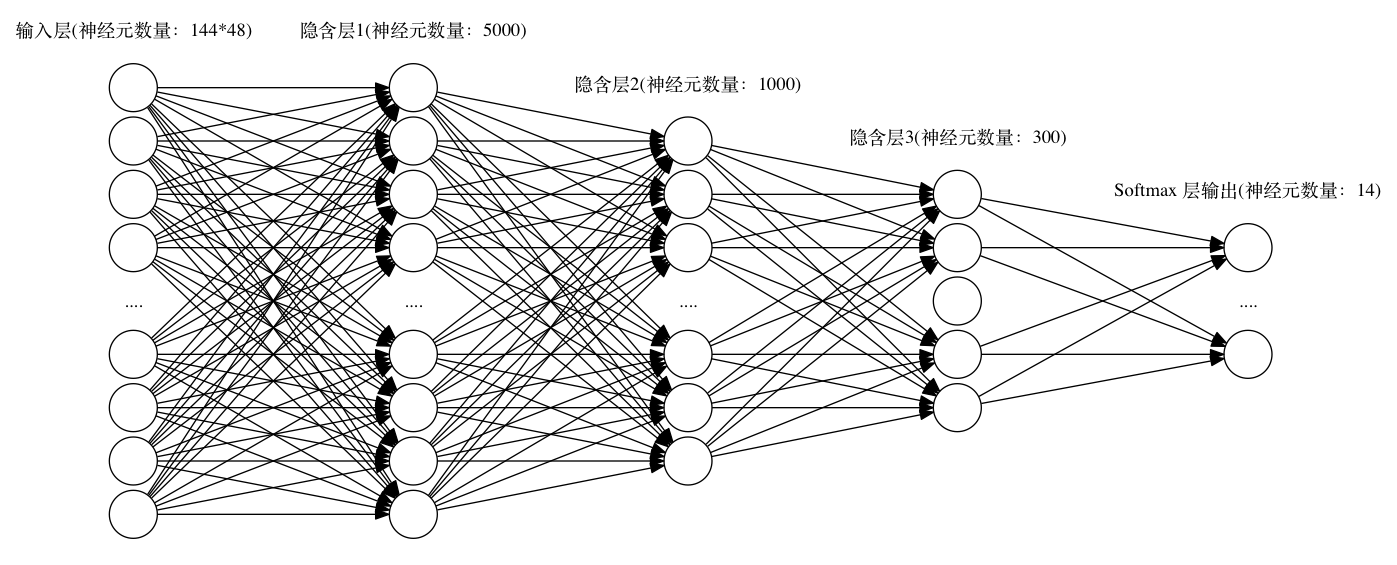 输入层(神经元数量：144*48)
隐含层1(神经元数量：5000)
隐含层2(神经元数量：1000)
隐含层3(神经元数量：300)
Softmax 层输出(神经元数量：14)
....
....
....
....